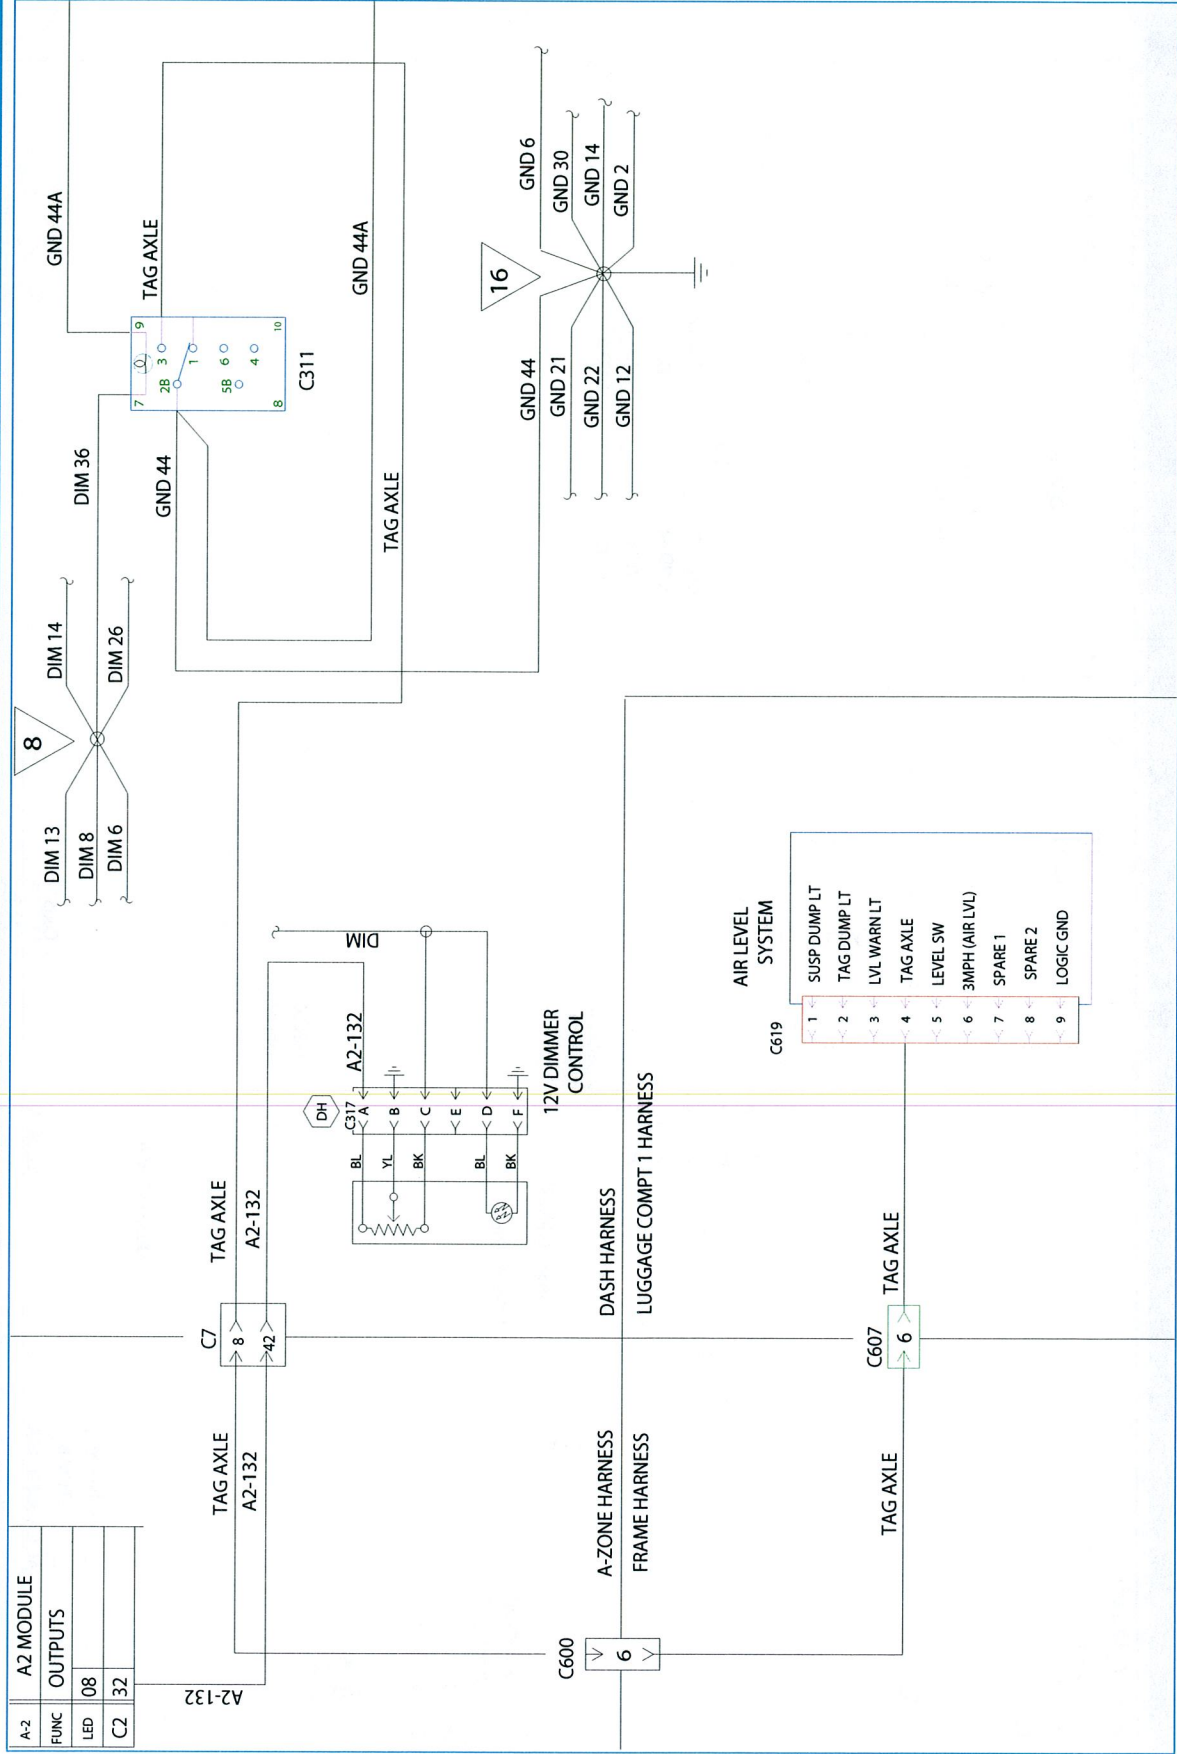 A-2
A2 MODULE
FUNC
OUTPUTS
LED
08
C2
32
A2-132
TAG AXLE
A2-132
C7
8
42
TAG AXLE
A2-132
DIM 13
DIM 8
DIM 6
8
DIM 14
DIM 26
DIM 36
GND 44
GND 44A
TAG AXLE
7
9
2B
3
1
5B
6
4
8
10
C311
GND 44A
TAG AXLE
DH
C317
A
B
C
E
D
F
BL
YL
BK
BL
BK
A2-132
DIM
12V DIMMER
CONTROL
16
GND 44
GND 21
GND 22
GND 12
GND 6
GND 30
GND 14
GND 2
C600
6
A-ZONE HARNESS
FRAME HARNESS
DASH HARNESS
LUGGAGE COMPT 1 HARNESS
TAG AXLE
C607
6
TAG AXLE
AIR LEVEL
SYSTEM
C619
1 SUSP DUMP LT
2 TAG DUMP LT
3 LVL WARN LT
4 TAG AXLE
5 LEVEL SW
6 3MPH (AIR LVL)
7 SPARE 1
8 SPARE 2
9 LOGIC GND